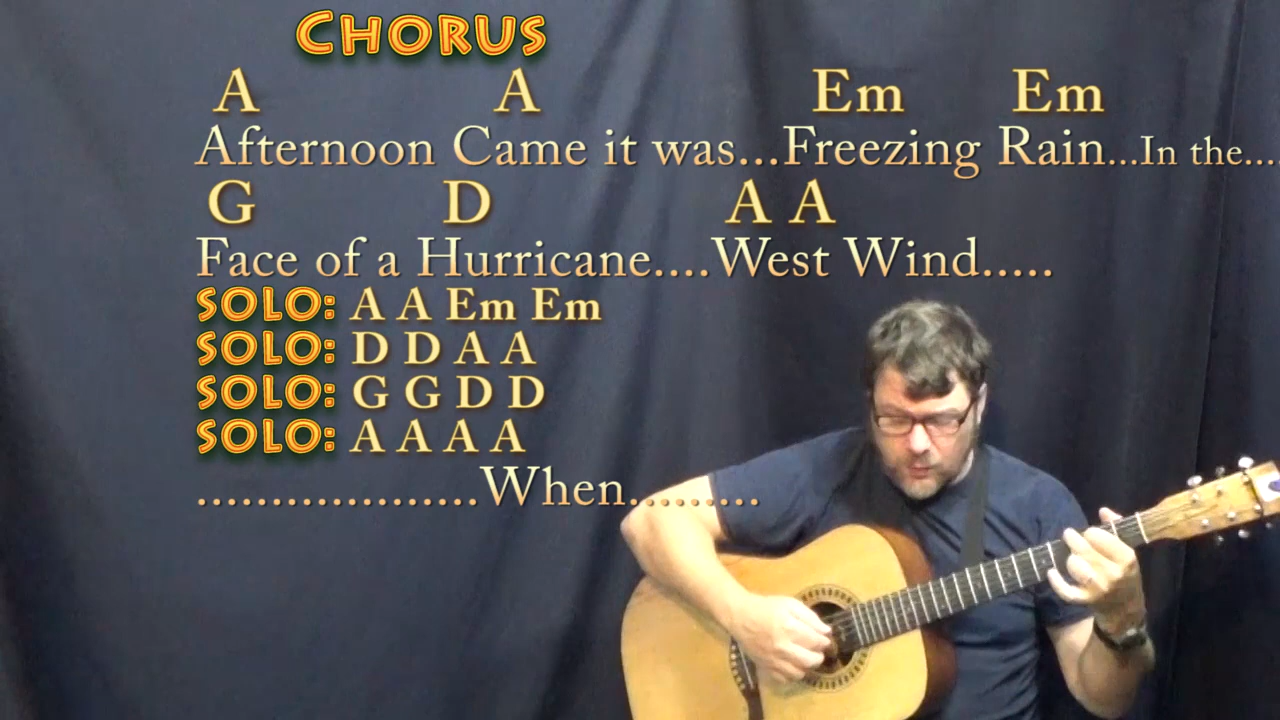 CHORUS
A A Em Em
Afternoon Came it was...Freezing Rain...In the....
G D A A
Face of a Hurricane....West Wind.....
SOLO: A A Em Em
SOLO: D D A A
SOLO: G G D D
SOLO: A A A A
...................When.........